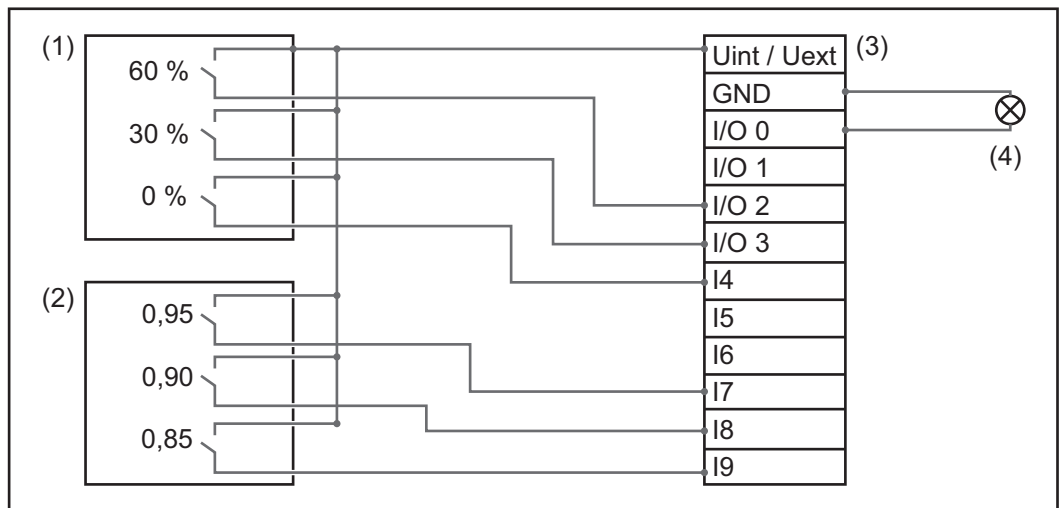 (1)
60 %
30 %
0 %
(2)
0,95
0,90
0,85
(3)
Uint / Uext
GND
I/O 0
I/O 1
I/O 2
I/O 3
I4
I5
I6
I7
I8
I9
(4)